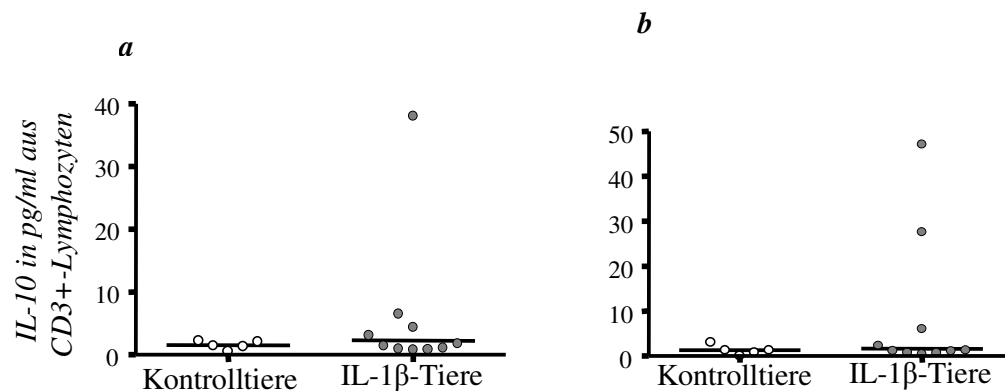 a
b
IL-10 in pg/ml aus
CD3+-Lymphozyten
40
30
20
10
0
Kontrolltiere
IL-1β-Tiere
50
40
30
20
10
0
Kontrolltiere
IL-1β-Tiere